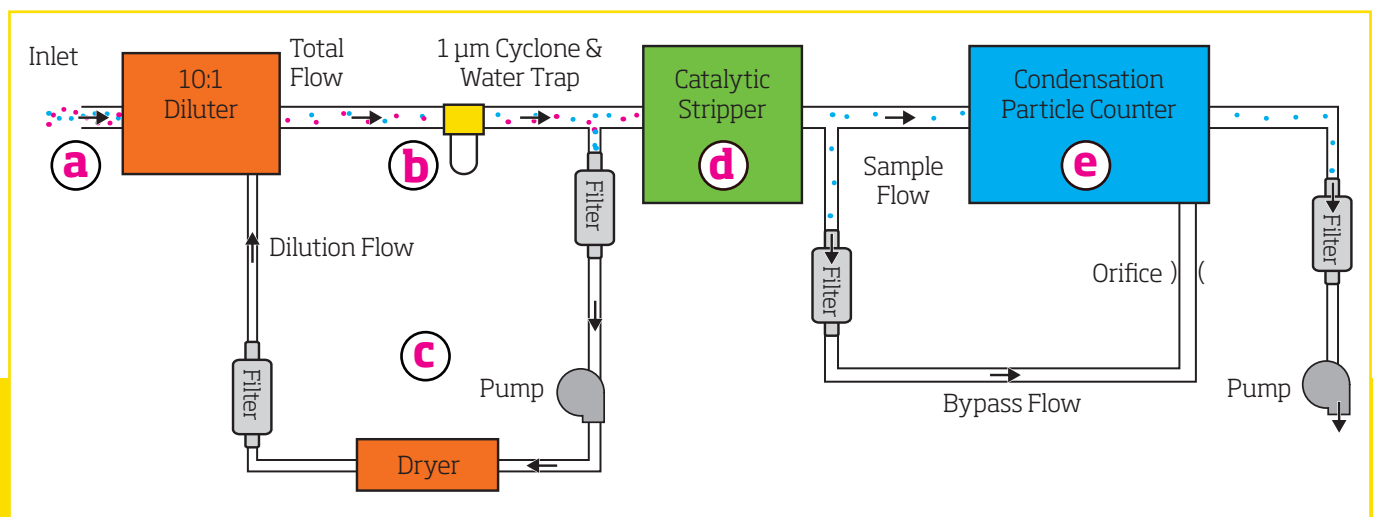 Inlet
10:1
Diluter
Total
Flow
1 µm Cyclone &
Water Trap
Catalytic
Stripper
Condensation
Particle Counter
a
b
d
e
Sample
Flow
Filter
Filter
Filter
Dilution Flow
Orifice
c
Filter
Pump
Bypass Flow
Pump
Dryer